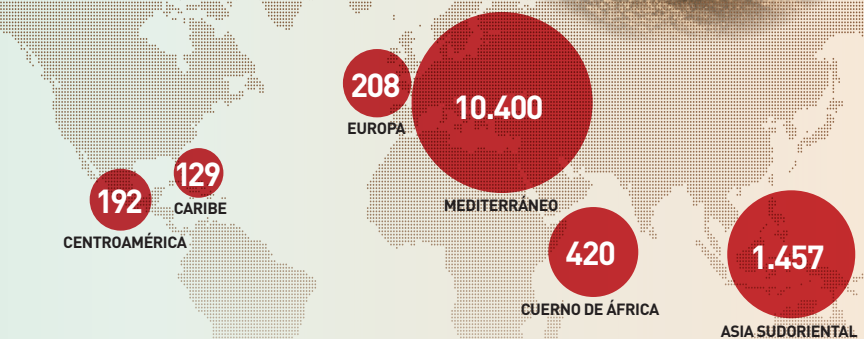 208
EUROPA
10.400
MEDITERRÁNEO
129
CARIBE
192
CENTROAMÉRICA
420
CUERNO DE ÁFRICA
1.457
ASIA SUDORIENTAL